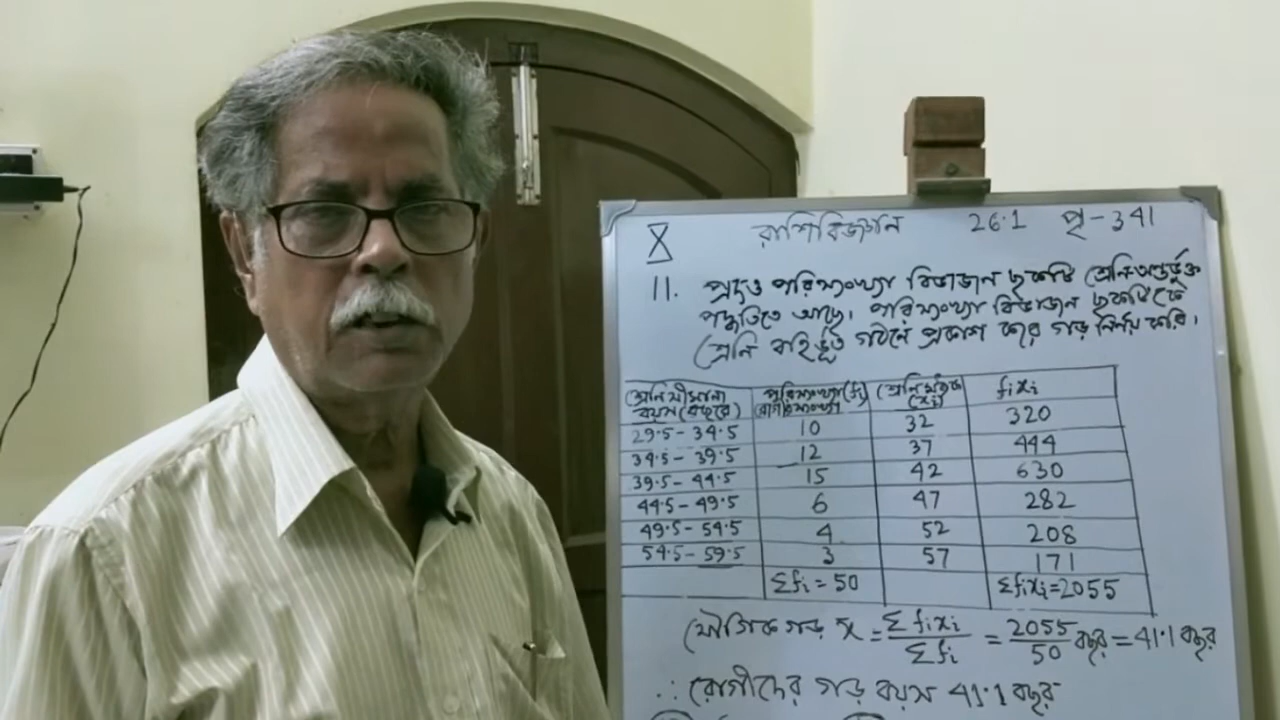 X রাশিবিজ্ঞান 26.1 পৃ - 341
11. প্রদত্ত পরিসংখ্যা বিভাজন ছকটি শ্রেনি অন্তর্ভুক্ত
পদ্ধতিতে আছে। পরিসংখ্যা বিভাজন ছকটিকে
শ্রেনি বহির্ভূত গঠনে প্রকাশ করে গড় নির্ণয় করি।
শ্রেনি সীমানা বয়স (বছরে) পরিসংখ্যা (fi) রোগীরসংখ্যা শ্রেনি মধ্যক (xi) fixi
29.5 - 34.5 10 32 320
34.5 - 39.5 12 37 444
39.5 - 44.5 15 42 630
44.5 - 49.5 6 47 282
49.5 - 54.5 4 52 208
54.5 - 59.5 3 57 171
Σfi = 50 Σfixi = 2055
যৌগিক গড় x̄ = Σfixi / Σfi = 2055 / 50 বছর = 41.1 বছর
∴ রোগীদের গড় বয়স 41.1 বছর